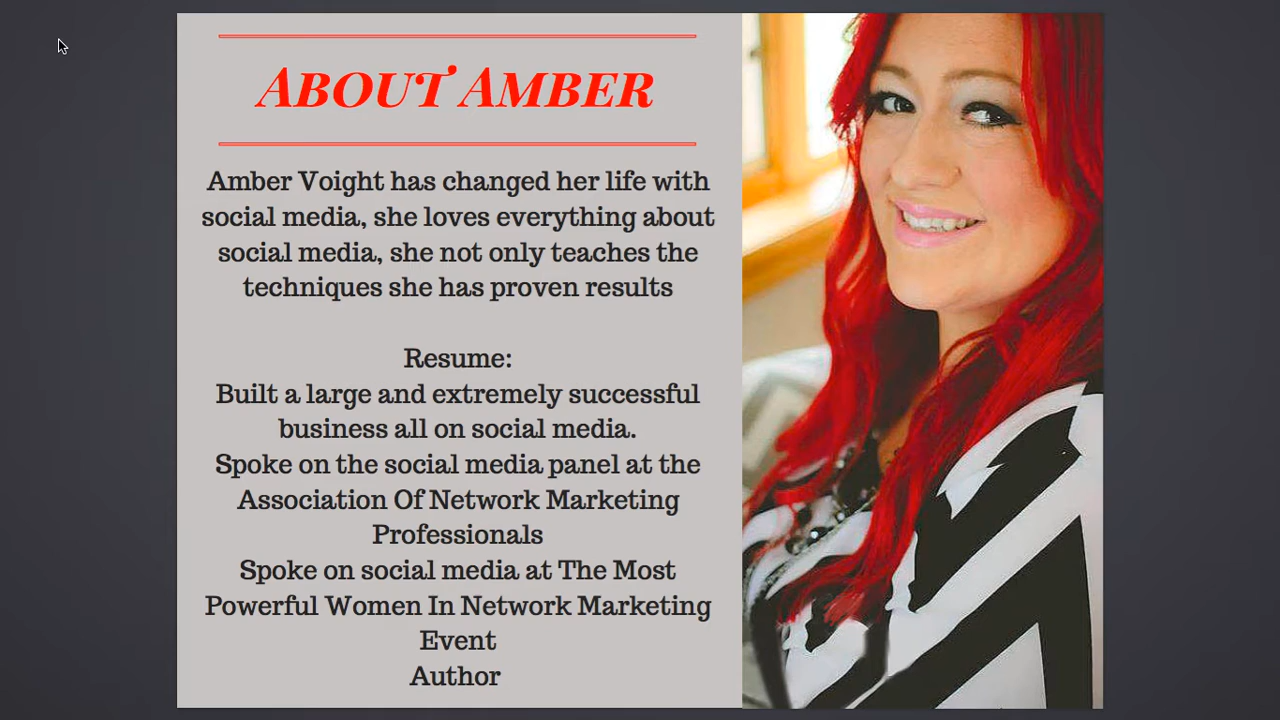 About Amber
Amber Voight has changed her life with
social media, she loves everything about
social media, she not only teaches the
techniques she has proven results
Resume:
Built a large and extremely successful
business all on social media.
Spoke on the social media panel at the
Association Of Network Marketing
Professionals
Spoke on social media at The Most
Powerful Women In Network Marketing
Event
Author